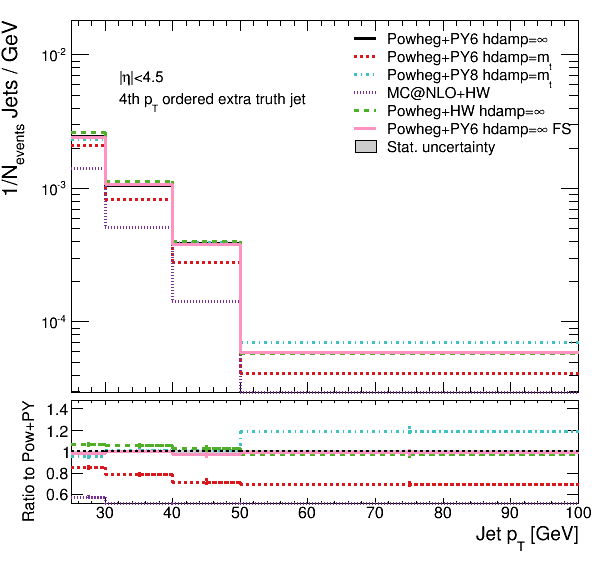 1/N_events Jets / GeV
10^-2
10^-3
10^-4
|η|<4.5
4th p_T ordered extra truth jet
Powheg+PY6 hdamp=∞
Powheg+PY6 hdamp=m_t
Powheg+PY8 hdamp=m_t
MC@NLO+HW
Powheg+HW hdamp=∞
Powheg+PY6 hdamp=∞ FS
Stat. uncertainty
Ratio to Pow+PY
1.4
1.2
1
0.8
0.6
30 40 50 60 70 80 90 100
Jet p_T [GeV]